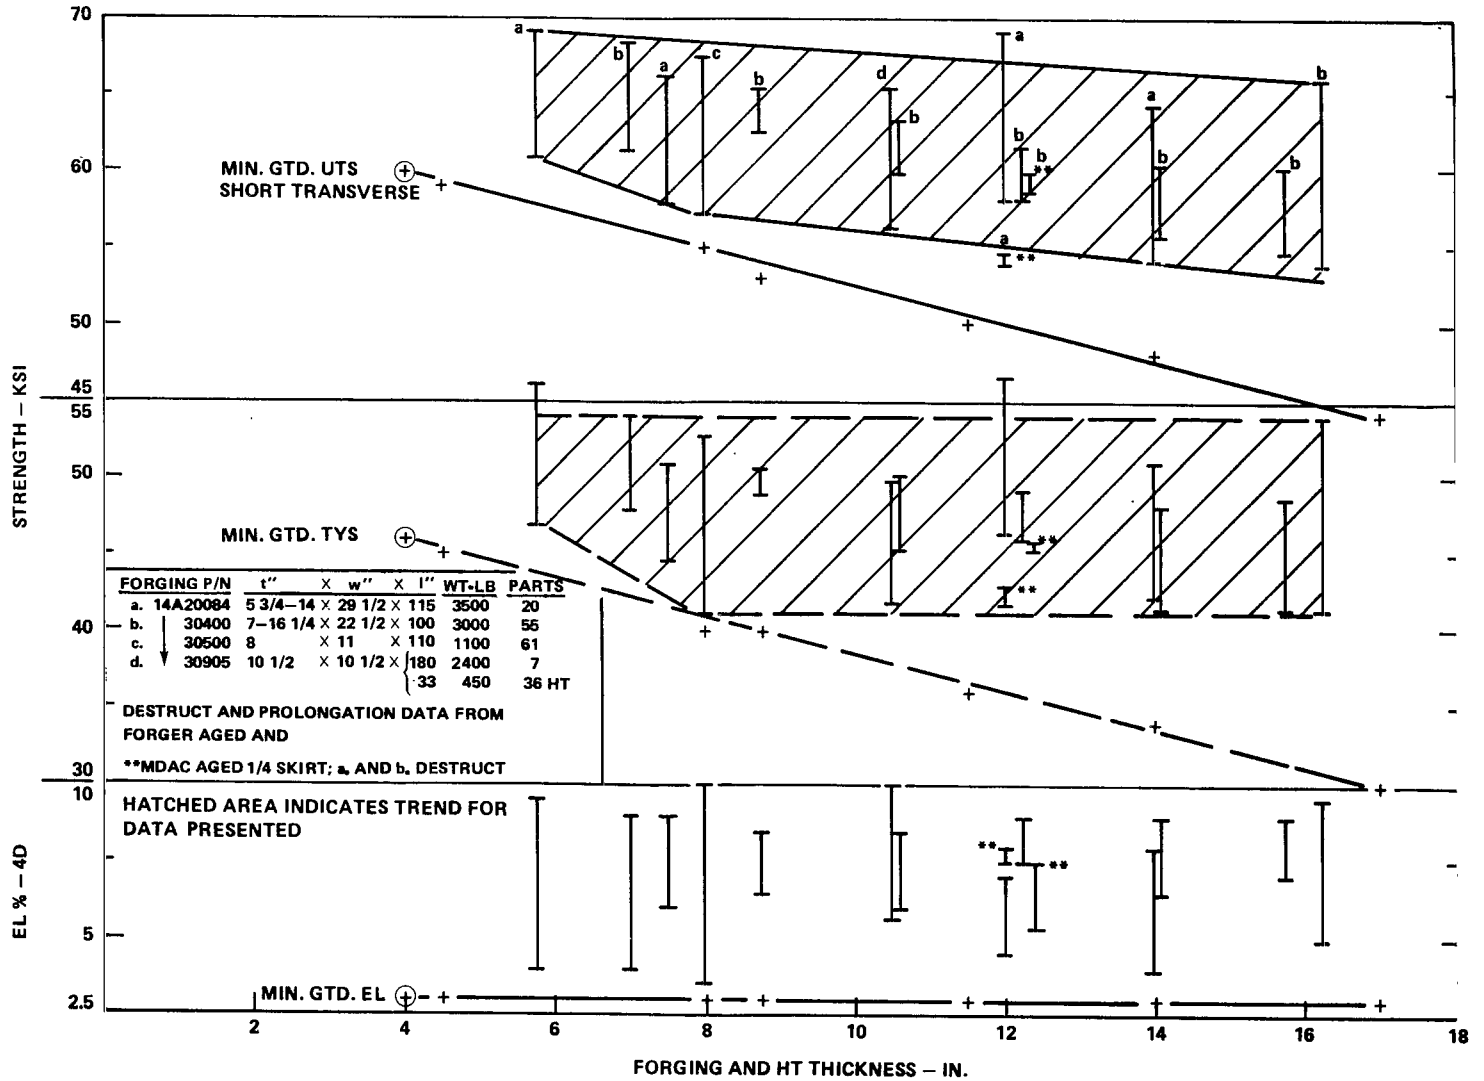 70
60
50
45
55
50
40
30
10
5
2.5
STRENGTH – KSI
EL % – 4D
a
b
a
c
b
d
b
a
b
b
**
a
**
a
b
b
b
MIN. GTD. UTS
SHORT TRANSVERSE
MIN. GTD. TYS
**
**
FORGING P/N t'' X w'' X l'' WT-LB PARTS
a. 14A20084 5 3/4–14 X 29 1/2 X 115 3500 20
b. 30400 7–16 1/4 X 22 1/2 X 100 3000 55
c. 30500 8 X 11 X 110 1100 61
d. 30905 10 1/2 X 10 1/2 X 180 2400 7
33 450 36 HT
DESTRUCT AND PROLONGATION DATA FROM
FORGER AGED AND
**MDAC AGED 1/4 SKIRT; a. AND b. DESTRUCT
HATCHED AREA INDICATES TREND FOR
DATA PRESENTED
**
**
MIN. GTD. EL
2 4 6 8 10 12 14 16 18
FORGING AND HT THICKNESS – IN.